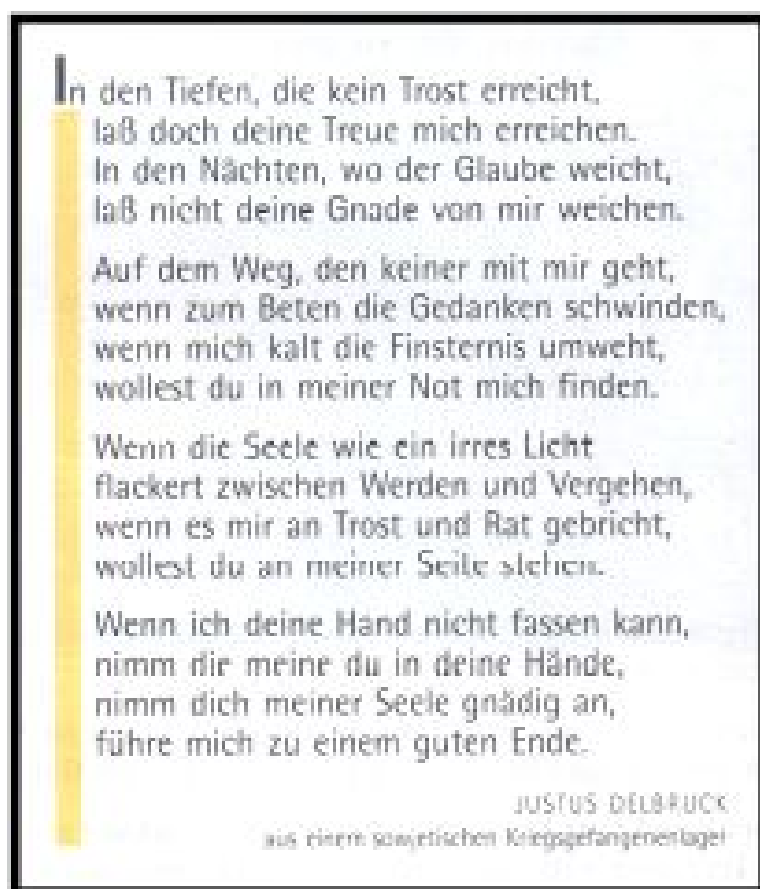 In den Tiefen, die kein Trost erreicht,
laß doch deine Treue mich erreichen.
In den Nächten, wo der Glaube weicht,
laß nicht deine Gnade von mir weichen.
Auf dem Weg, den keiner mit mir geht,
wenn zum Beten die Gedanken schwinden,
wenn mich kalt die Finsternis umweht,
wollest du in meiner Not mich finden.
Wenn die Seele wie ein irres Licht
flackert zwischen Werden und Vergehen,
wenn es mir an Trost und Rat gebricht,
wollest du an meiner Seite stehen.
Wenn ich deine Hand nicht fassen kann,
nimm die meine du in deine Hände,
nimm dich meiner Seele gnädig an,
führe mich zu einem guten Ende.
JUSTUS DELBRÜCK
aus einem sowjetischen Kriegsgefangenenlager